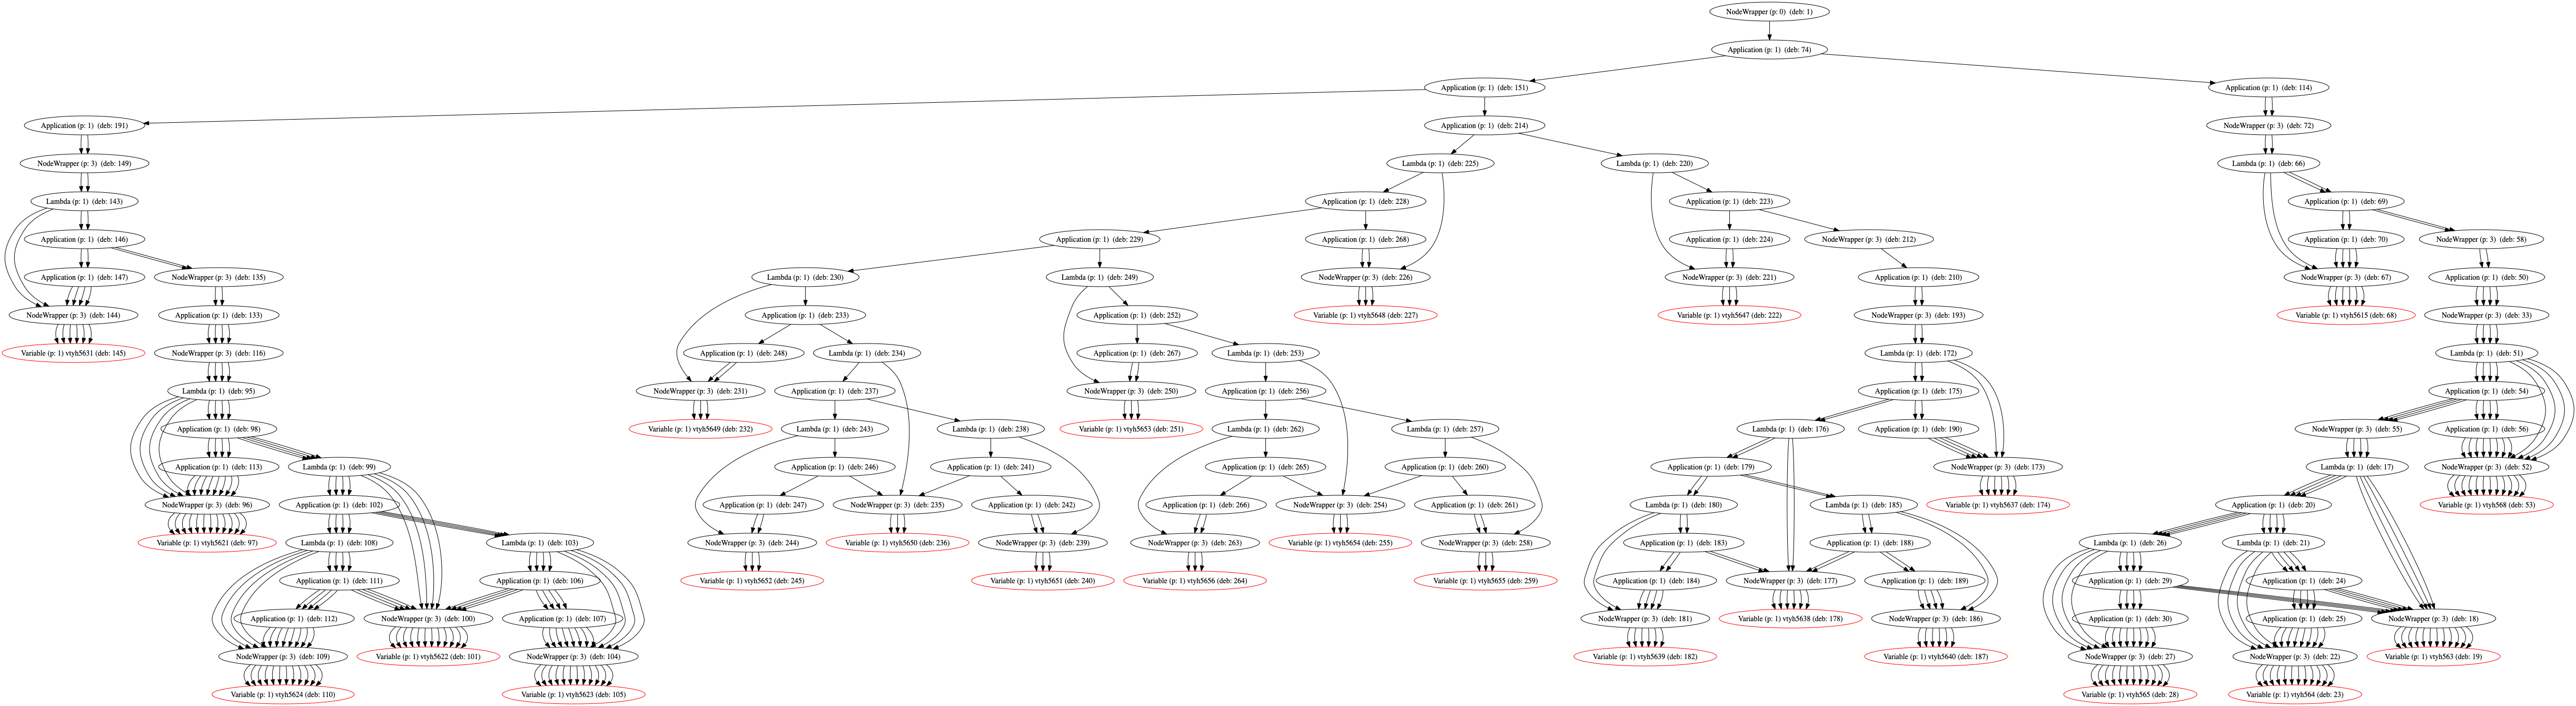 NodeWrapper (p: 0) (deb: 1)
Application (p: 1) (deb: 74)
Application (p: 1) (deb: 151)
Application (p: 1) (deb: 114)
Application (p: 1) (deb: 191)
Application (p: 1) (deb: 214)
NodeWrapper (p: 3) (deb: 72)
NodeWrapper (p: 3) (deb: 149)
Lambda (p: 1) (deb: 225)
Lambda (p: 1) (deb: 220)
Lambda (p: 1) (deb: 66)
Lambda (p: 1) (deb: 143)
Application (p: 1) (deb: 228)
Application (p: 1) (deb: 223)
Application (p: 1) (deb: 69)
Application (p: 1) (deb: 146)
Application (p: 1) (deb: 229)
Application (p: 1) (deb: 268)
Application (p: 1) (deb: 224)
NodeWrapper (p: 3) (deb: 212)
Application (p: 1) (deb: 70)
NodeWrapper (p: 3) (deb: 58)
Application (p: 1) (deb: 147)
NodeWrapper (p: 3) (deb: 135)
Lambda (p: 1) (deb: 230)
Lambda (p: 1) (deb: 249)
NodeWrapper (p: 3) (deb: 226)
NodeWrapper (p: 3) (deb: 221)
Application (p: 1) (deb: 210)
NodeWrapper (p: 3) (deb: 67)
Application (p: 1) (deb: 50)
NodeWrapper (p: 3) (deb: 144)
Application (p: 1) (deb: 133)
Application (p: 1) (deb: 233)
Application (p: 1) (deb: 252)
Variable (p: 1) vtyh5648 (deb: 227)
Variable (p: 1) vtyh5647 (deb: 222)
NodeWrapper (p: 3) (deb: 193)
Variable (p: 1) vtyh5615 (deb: 68)
NodeWrapper (p: 3) (deb: 33)
Variable (p: 1) vtyh5631 (deb: 145)
NodeWrapper (p: 3) (deb: 116)
Application (p: 1) (deb: 248)
Lambda (p: 1) (deb: 234)
Application (p: 1) (deb: 267)
Lambda (p: 1) (deb: 253)
Lambda (p: 1) (deb: 172)
Lambda (p: 1) (deb: 51)
Lambda (p: 1) (deb: 95)
NodeWrapper (p: 3) (deb: 231)
Application (p: 1) (deb: 237)
NodeWrapper (p: 3) (deb: 250)
Application (p: 1) (deb: 256)
Application (p: 1) (deb: 175)
Application (p: 1) (deb: 54)
Application (p: 1) (deb: 98)
Variable (p: 1) vtyh5649 (deb: 232)
Lambda (p: 1) (deb: 243)
Lambda (p: 1) (deb: 238)
Variable (p: 1) vtyh5653 (deb: 251)
Lambda (p: 1) (deb: 262)
Lambda (p: 1) (deb: 257)
Lambda (p: 1) (deb: 176)
Application (p: 1) (deb: 190)
NodeWrapper (p: 3) (deb: 55)
Application (p: 1) (deb: 56)
Application (p: 1) (deb: 113)
Lambda (p: 1) (deb: 99)
Application (p: 1) (deb: 246)
Application (p: 1) (deb: 241)
Application (p: 1) (deb: 265)
Application (p: 1) (deb: 260)
Application (p: 1) (deb: 179)
NodeWrapper (p: 3) (deb: 173)
Lambda (p: 1) (deb: 17)
NodeWrapper (p: 3) (deb: 52)
NodeWrapper (p: 3) (deb: 96)
Application (p: 1) (deb: 102)
Application (p: 1) (deb: 247)
NodeWrapper (p: 3) (deb: 235)
Application (p: 1) (deb: 242)
Application (p: 1) (deb: 266)
NodeWrapper (p: 3) (deb: 254)
Application (p: 1) (deb: 261)
Lambda (p: 1) (deb: 180)
Lambda (p: 1) (deb: 185)
Variable (p: 1) vtyh5637 (deb: 174)
Application (p: 1) (deb: 20)
Variable (p: 1) vtyh568 (deb: 53)
Variable (p: 1) vtyh5621 (deb: 97)
Lambda (p: 1) (deb: 108)
Lambda (p: 1) (deb: 103)
NodeWrapper (p: 3) (deb: 244)
Variable (p: 1) vtyh5650 (deb: 236)
NodeWrapper (p: 3) (deb: 239)
NodeWrapper (p: 3) (deb: 263)
Variable (p: 1) vtyh5654 (deb: 255)
NodeWrapper (p: 3) (deb: 258)
Application (p: 1) (deb: 183)
Application (p: 1) (deb: 188)
Lambda (p: 1) (deb: 26)
Lambda (p: 1) (deb: 21)
Application (p: 1) (deb: 111)
Application (p: 1) (deb: 106)
Variable (p: 1) vtyh5652 (deb: 245)
Variable (p: 1) vtyh5651 (deb: 240)
Variable (p: 1) vtyh5656 (deb: 264)
Variable (p: 1) vtyh5655 (deb: 259)
Application (p: 1) (deb: 184)
NodeWrapper (p: 3) (deb: 177)
Application (p: 1) (deb: 189)
Application (p: 1) (deb: 29)
Application (p: 1) (deb: 24)
Application (p: 1) (deb: 112)
NodeWrapper (p: 3) (deb: 100)
Application (p: 1) (deb: 107)
NodeWrapper (p: 3) (deb: 181)
Variable (p: 1) vtyh5638 (deb: 178)
NodeWrapper (p: 3) (deb: 186)
Application (p: 1) (deb: 30)
Application (p: 1) (deb: 25)
NodeWrapper (p: 3) (deb: 18)
NodeWrapper (p: 3) (deb: 109)
Variable (p: 1) vtyh5622 (deb: 101)
NodeWrapper (p: 3) (deb: 104)
Variable (p: 1) vtyh5639 (deb: 182)
Variable (p: 1) vtyh5640 (deb: 187)
NodeWrapper (p: 3) (deb: 27)
NodeWrapper (p: 3) (deb: 22)
Variable (p: 1) vtyh563 (deb: 19)
Variable (p: 1) vtyh5624 (deb: 110)
Variable (p: 1) vtyh5623 (deb: 105)
Variable (p: 1) vtyh565 (deb: 28)
Variable (p: 1) vtyh564 (deb: 23)